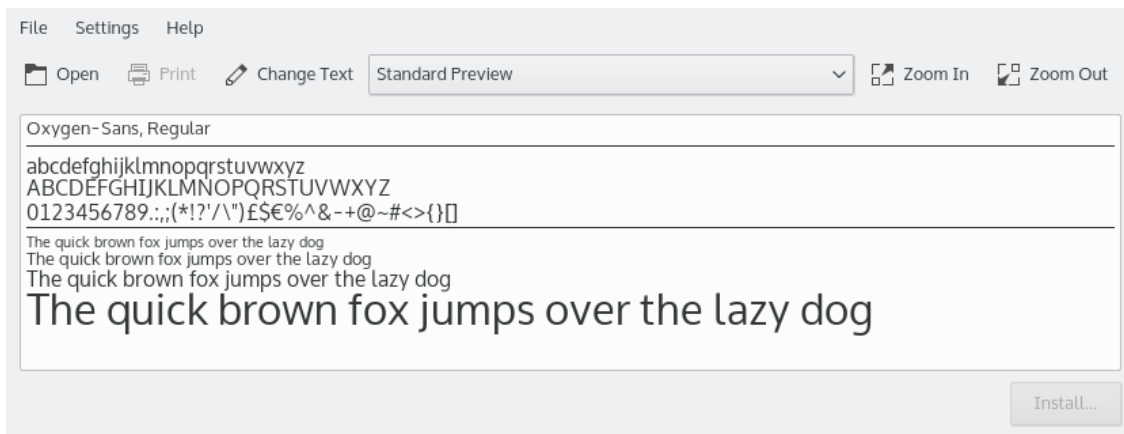 File Settings Help
Open Print Change Text Standard Preview Zoom In Zoom Out
Oxygen-Sans, Regular
abcdefghijklmnopqrstuvwxyz
ABCDEFGHIJKLMNOPQRSTUVWXYZ
0123456789.:,;(*!?'/\")£$€%^&-+@~#<>{}[]
The quick brown fox jumps over the lazy dog
The quick brown fox jumps over the lazy dog
The quick brown fox jumps over the lazy dog
The quick brown fox jumps over the lazy dog
Install...